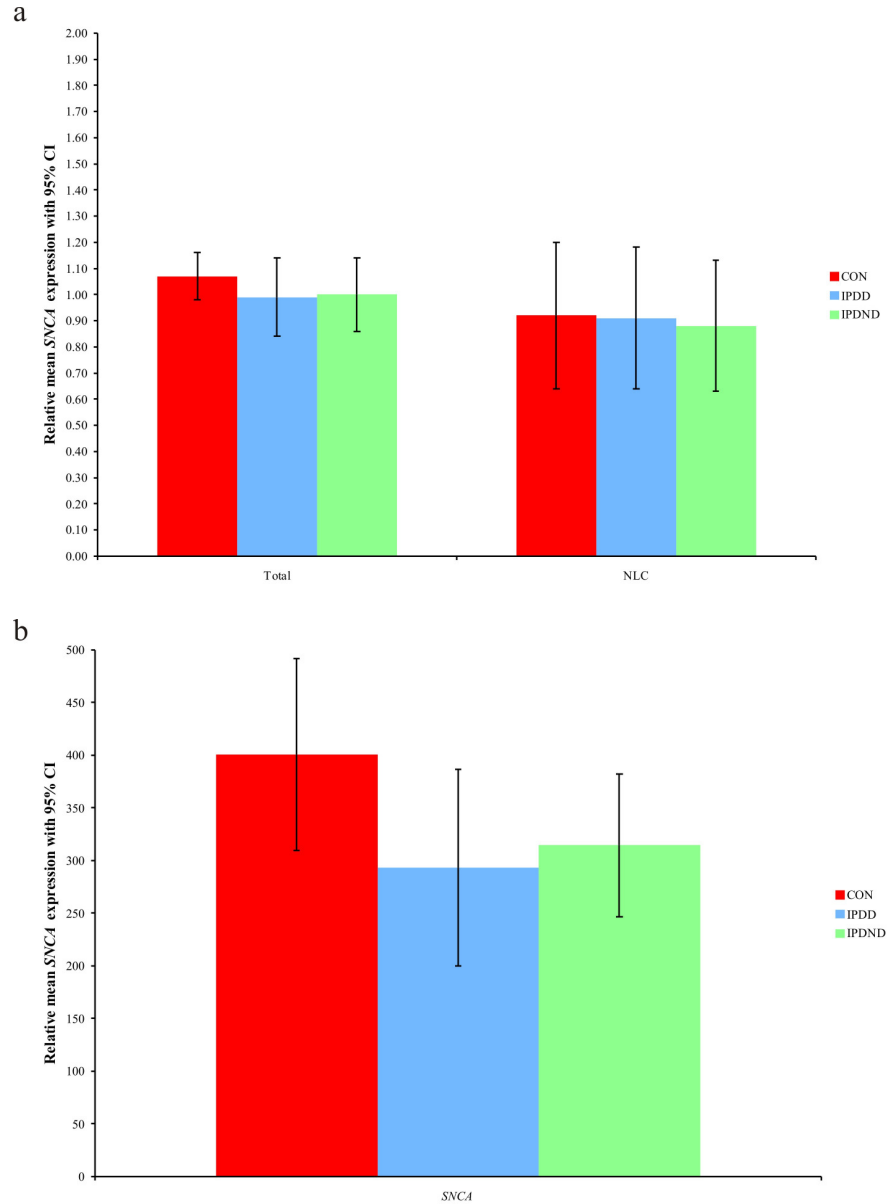 a
Relative mean SNCA expression with 95% CI
2.00
1.90
1.80
1.70
1.60
1.50
1.40
1.30
1.20
1.10
1.00
0.90
0.80
0.70
0.60
0.50
0.40
0.30
0.20
0.10
0.00
Total
NLC
CON
IPDD
IPDND
b
Relative mean SNCA expression with 95% CI
500
450
400
350
300
250
200
150
100
50
0
SNCA
CON
IPDD
IPDND